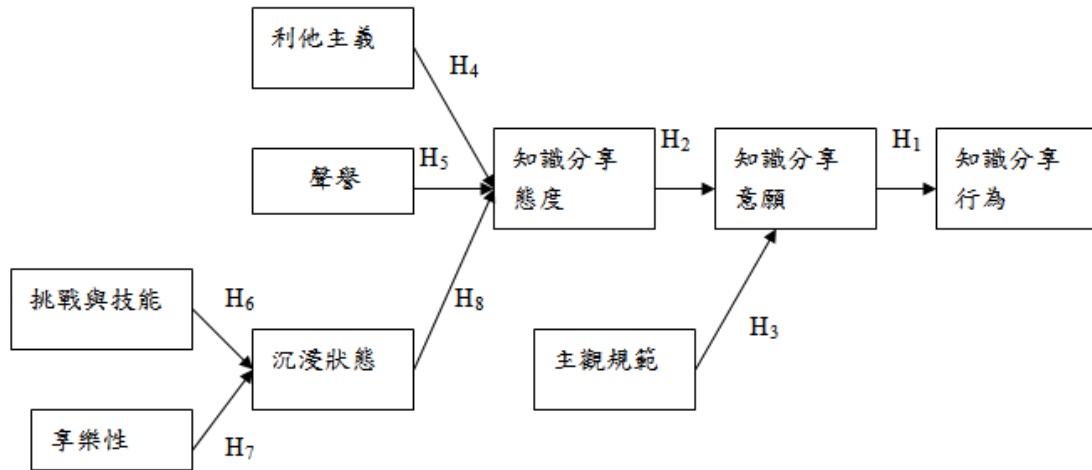 利他主義
H₄
聲譽
H₅
知識分享
態度
H₂
知識分享
意願
H₁
知識分享
行為
挑戰與技能
H₆
沉浸狀態
H₈
主觀規範
H₃
享樂性
H₇